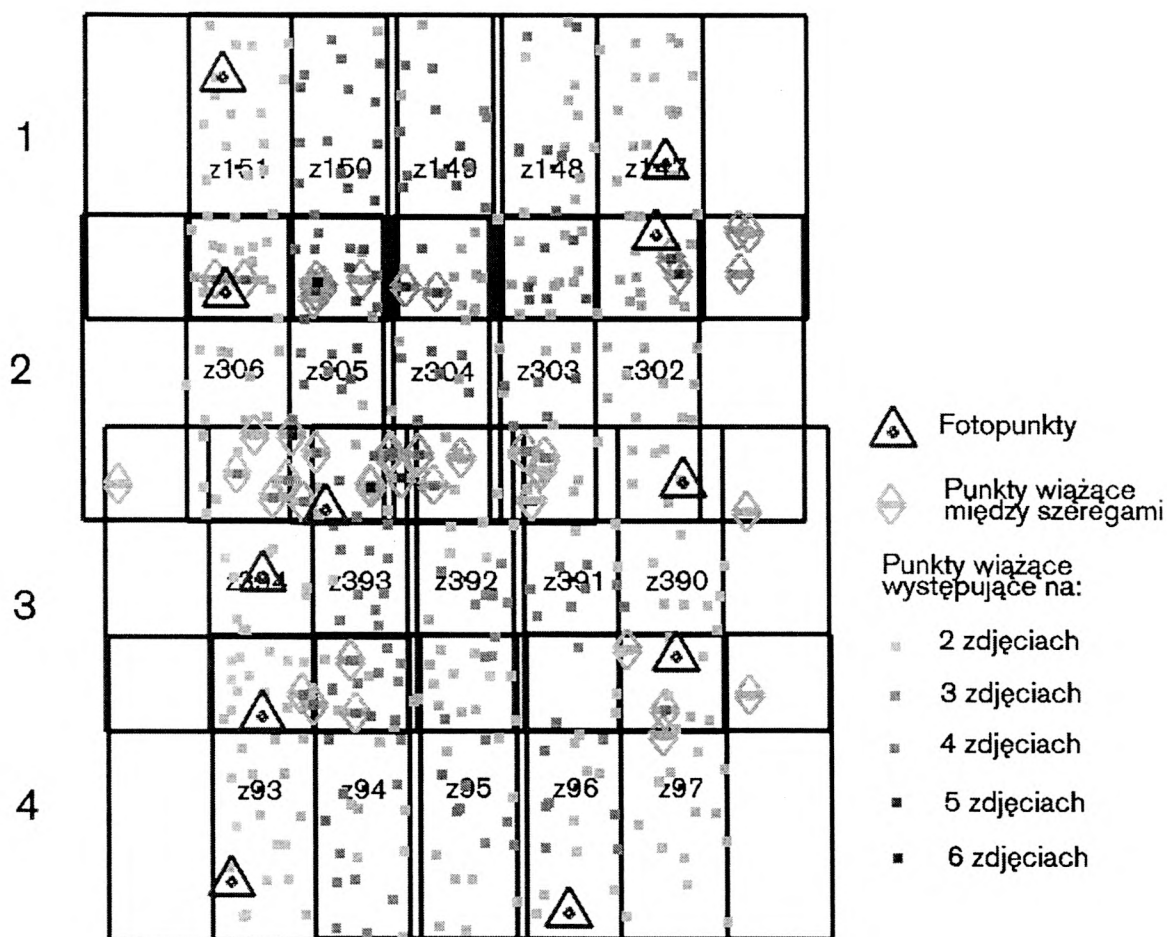 1
z151 z150 z149 z148 z147
2
z306 z305 z304 z303 z302
3
z394 z393 z392 z391 z390
4
z93 z94 z95 z96 z97
Fotopunkty
Punkty wiążące
między szeregami
Punkty wiążące
występujące na:
2 zdjęciach
3 zdjęciach
4 zdjęciach
5 zdjęciach
6 zdjęciach